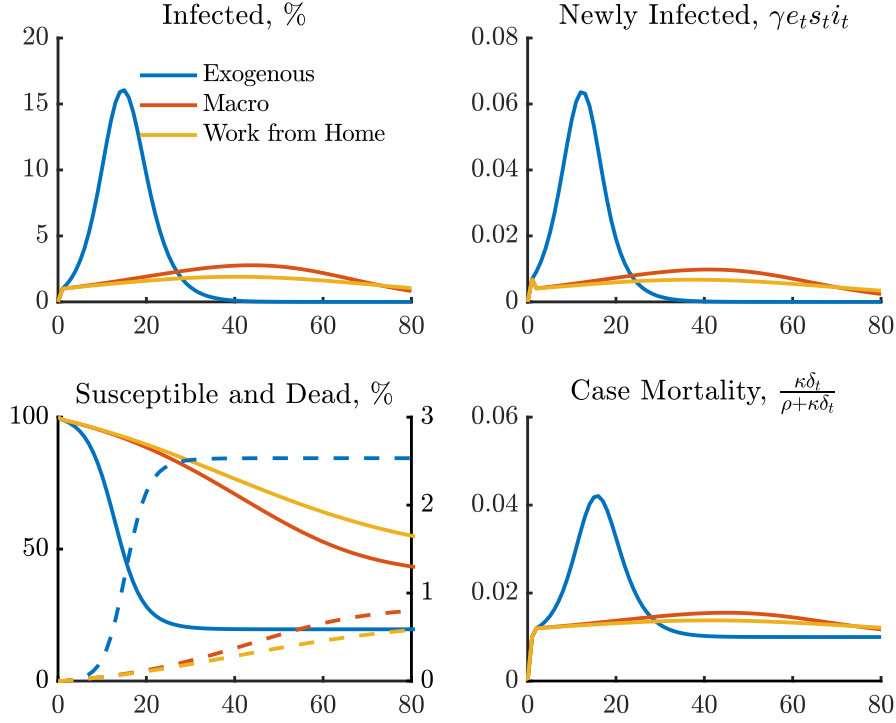 Infected, %
20
15
10
5
0
0 20 40 60 80
Exogenous
Macro
Work from Home
Newly Infected, γe_t s_t i_t
0.08
0.06
0.04
0.02
0
0 20 40 60 80
Susceptible and Dead, %
100
50
0
3
2
1
0
0 20 40 60 80
Case Mortality, κδ_t / ρ+κδ_t
0.06
0.04
0.02
0
0 20 40 60 80